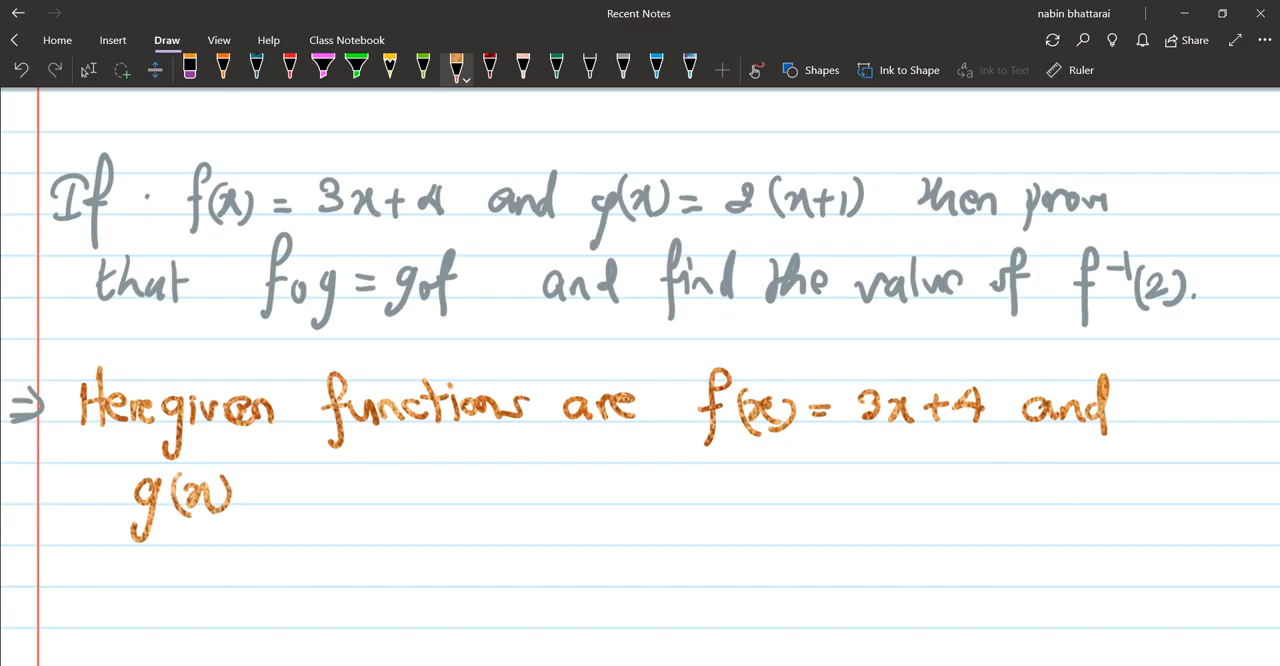 Recent Notes
nabin bhattarai
Home Insert Draw View Help Class Notebook
Share
Shapes Ink to Shape Ink to Text Ruler
If . f(x) = 3x+4 and g(x) = 2(x+1) then prove
that fog = gof and find the value of f⁻¹(2).
⇒ Here given functions are f(x) = 3x+4 and
g(x)